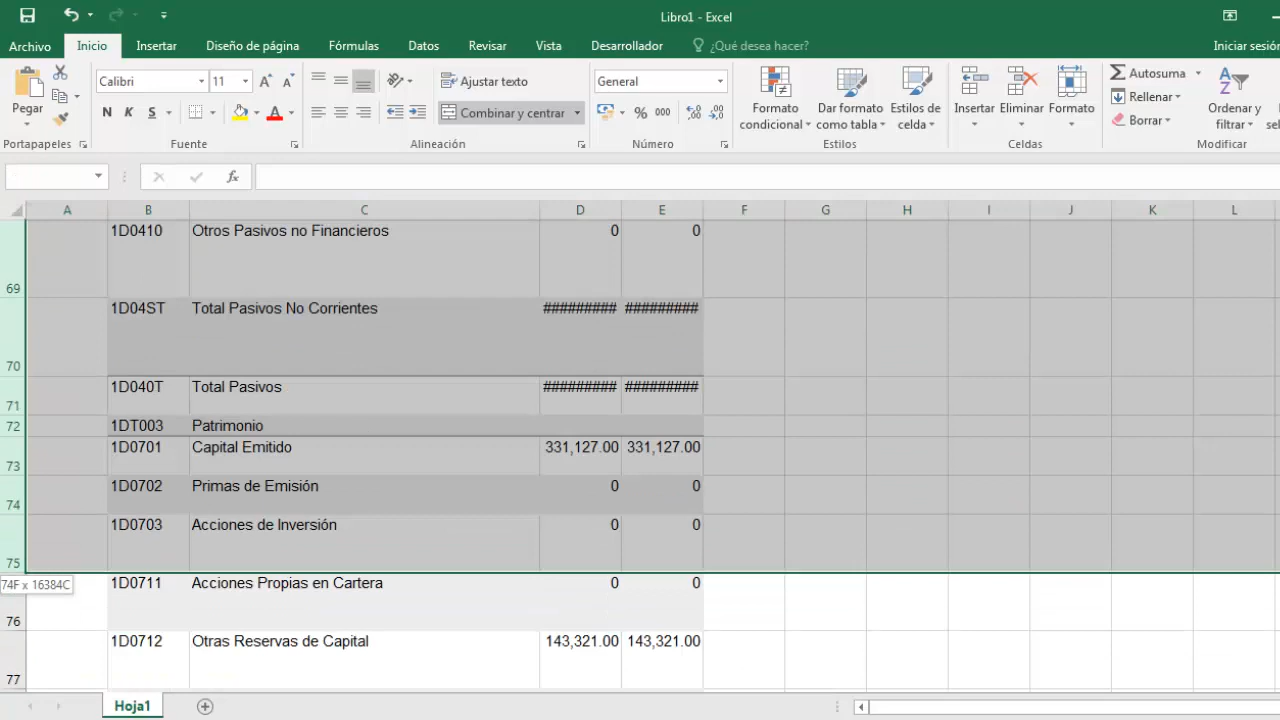 Libro1 - Excel
Archivo Inicio Insertar Diseño de página Fórmulas Datos Revisar Vista Desarrollador ¿Qué desea hacer? Iniciar sesión
Pegar
Portapapeles
Calibri 11
N K S A
Fuente
Ajustar texto
Combinar y centrar
Alineación
General
% 000
Número
Formato condicional
Dar formato como tabla
Estilos de celda
Estilos
Insertar Eliminar Formato
Celdas
Autosuma
Rellenar
Borrar
Ordenar y filtrar
Modificar
fx
A B C D E F G H I J K L
69 1D0410 Otros Pasivos no Financieros 0 0
70 1D04ST Total Pasivos No Corrientes ######### #########
71 1D040T Total Pasivos ######### #########
72 1DT003 Patrimonio
73 1D0701 Capital Emitido 331,127.00 331,127.00
74 1D0702 Primas de Emisión 0 0
75 1D0703 Acciones de Inversión 0 0
74F x 16384C
76 1D0711 Acciones Propias en Cartera 0 0
77 1D0712 Otras Reservas de Capital 143,321.00 143,321.00
Hoja1